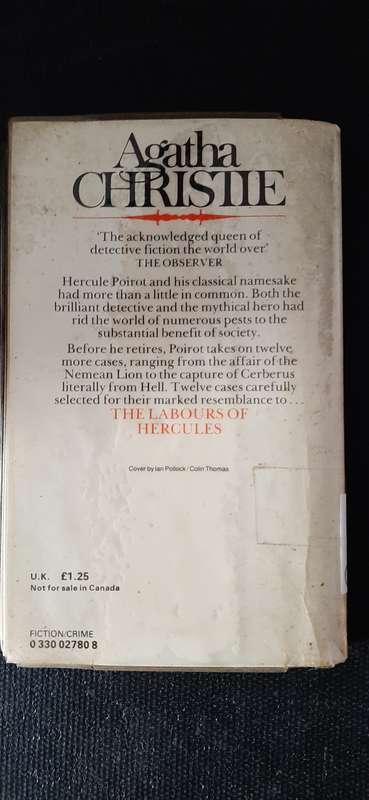 Agatha
CHRISTIE
'The acknowledged queen of
detective fiction the world over'
THE OBSERVER
Hercule Poirot and his classical namesake
had more than a little in common. Both the
brilliant detective and the mythical hero had
rid the world of numerous pests to the
substantial benefit of society.
Before he retires, Poirot takes on twelve
more cases, ranging from the affair of the
Nemean Lion to the capture of Cerberus
literally from Hell. Twelve cases carefully
selected for their marked resemblance to . . .
THE LABOURS OF
HERCULES
Cover by Ian Pollock / Colin Thomas
U.K. £1.25
Not for sale in Canada
FICTION/CRIME
0 330 02780 8